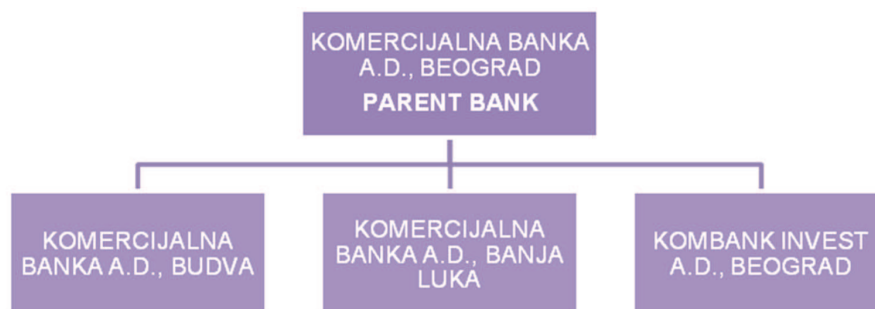 KOMERCIJALNA BANKA
A.D., BEOGRAD
PARENT BANK
KOMERCIJALNA
BANKA A.D., BUDVA
KOMERCIJALNA
BANKA A.D., BANJA
LUKA
KOMBANK INVEST
A.D., BEOGRAD